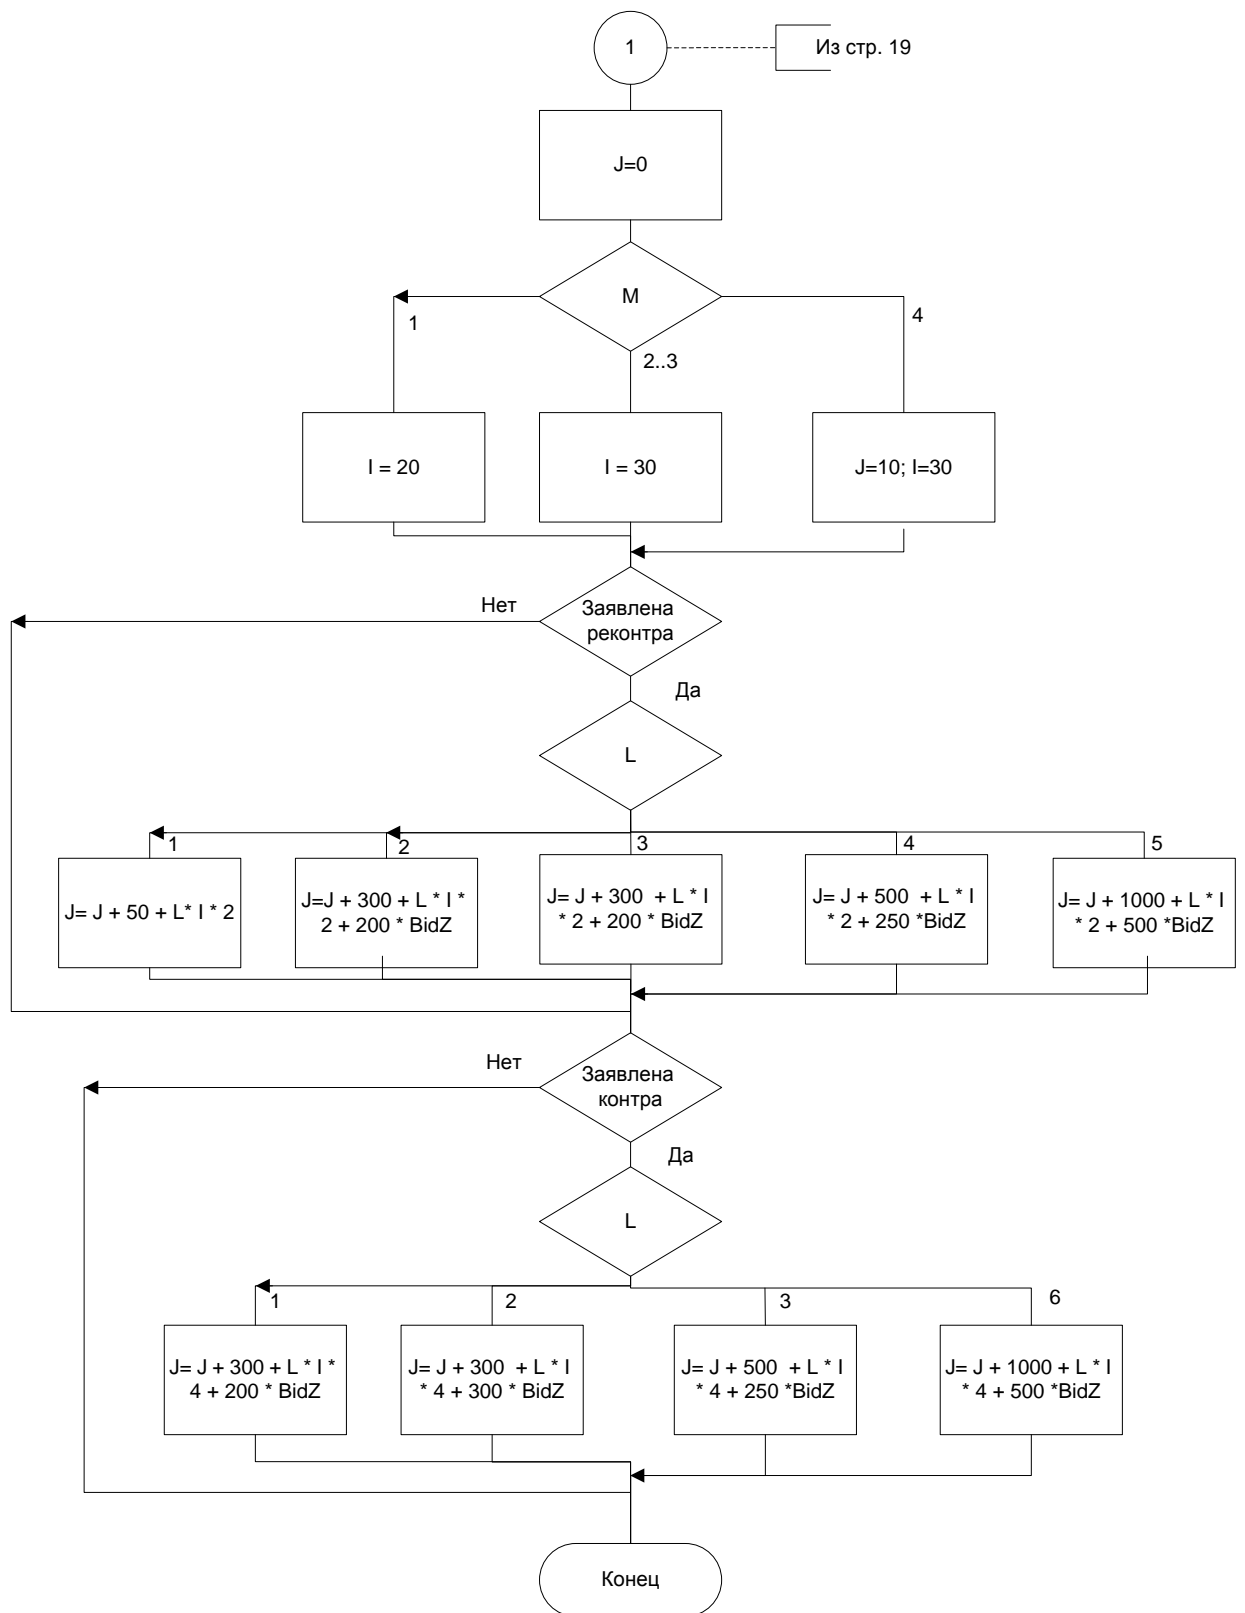 1
Из стр. 19
J=0
M
1
4
2..3
I = 20
I = 30
J=10; I=30
Нет
Заявлена
реконтра
Да
L
1
2
3
4
5
J= J + 50 + L* I * 2
J=J + 300 + L * I *
2 + 200 * BidZ
J= J + 300 + L * I
* 2 + 200 * BidZ
J= J + 500 + L * I
* 2 + 250 *BidZ
J= J + 1000 + L * I
* 2 + 500 *BidZ
Нет
Заявлена
контра
Да
L
1
2
3
6
J= J + 300 + L * I *
4 + 200 * BidZ
J= J + 300 + L * I
* 4 + 300 * BidZ
J= J + 500 + L * I
* 4 + 250 *BidZ
J= J + 1000 + L * I
* 4 + 500 *BidZ
Конец